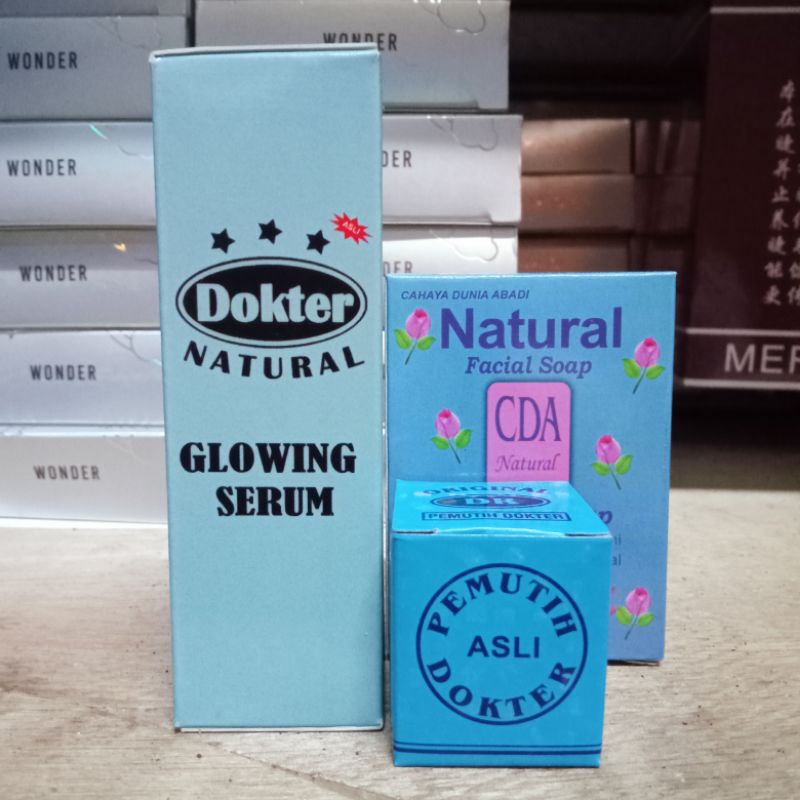 WONDER
WONDER
WONDER
WONDER
WONDER
WONDER
DER
ER
ASLI
Dokter
NATURAL
GLOWING
SERUM
CAHAYA DUNIA ABADI
Natural
Facial Soap
CDA
Natural
ORIGINAL
DK
PEMUTIH DOKTER
PEMUTIH
ASLI
DOKTER
MER